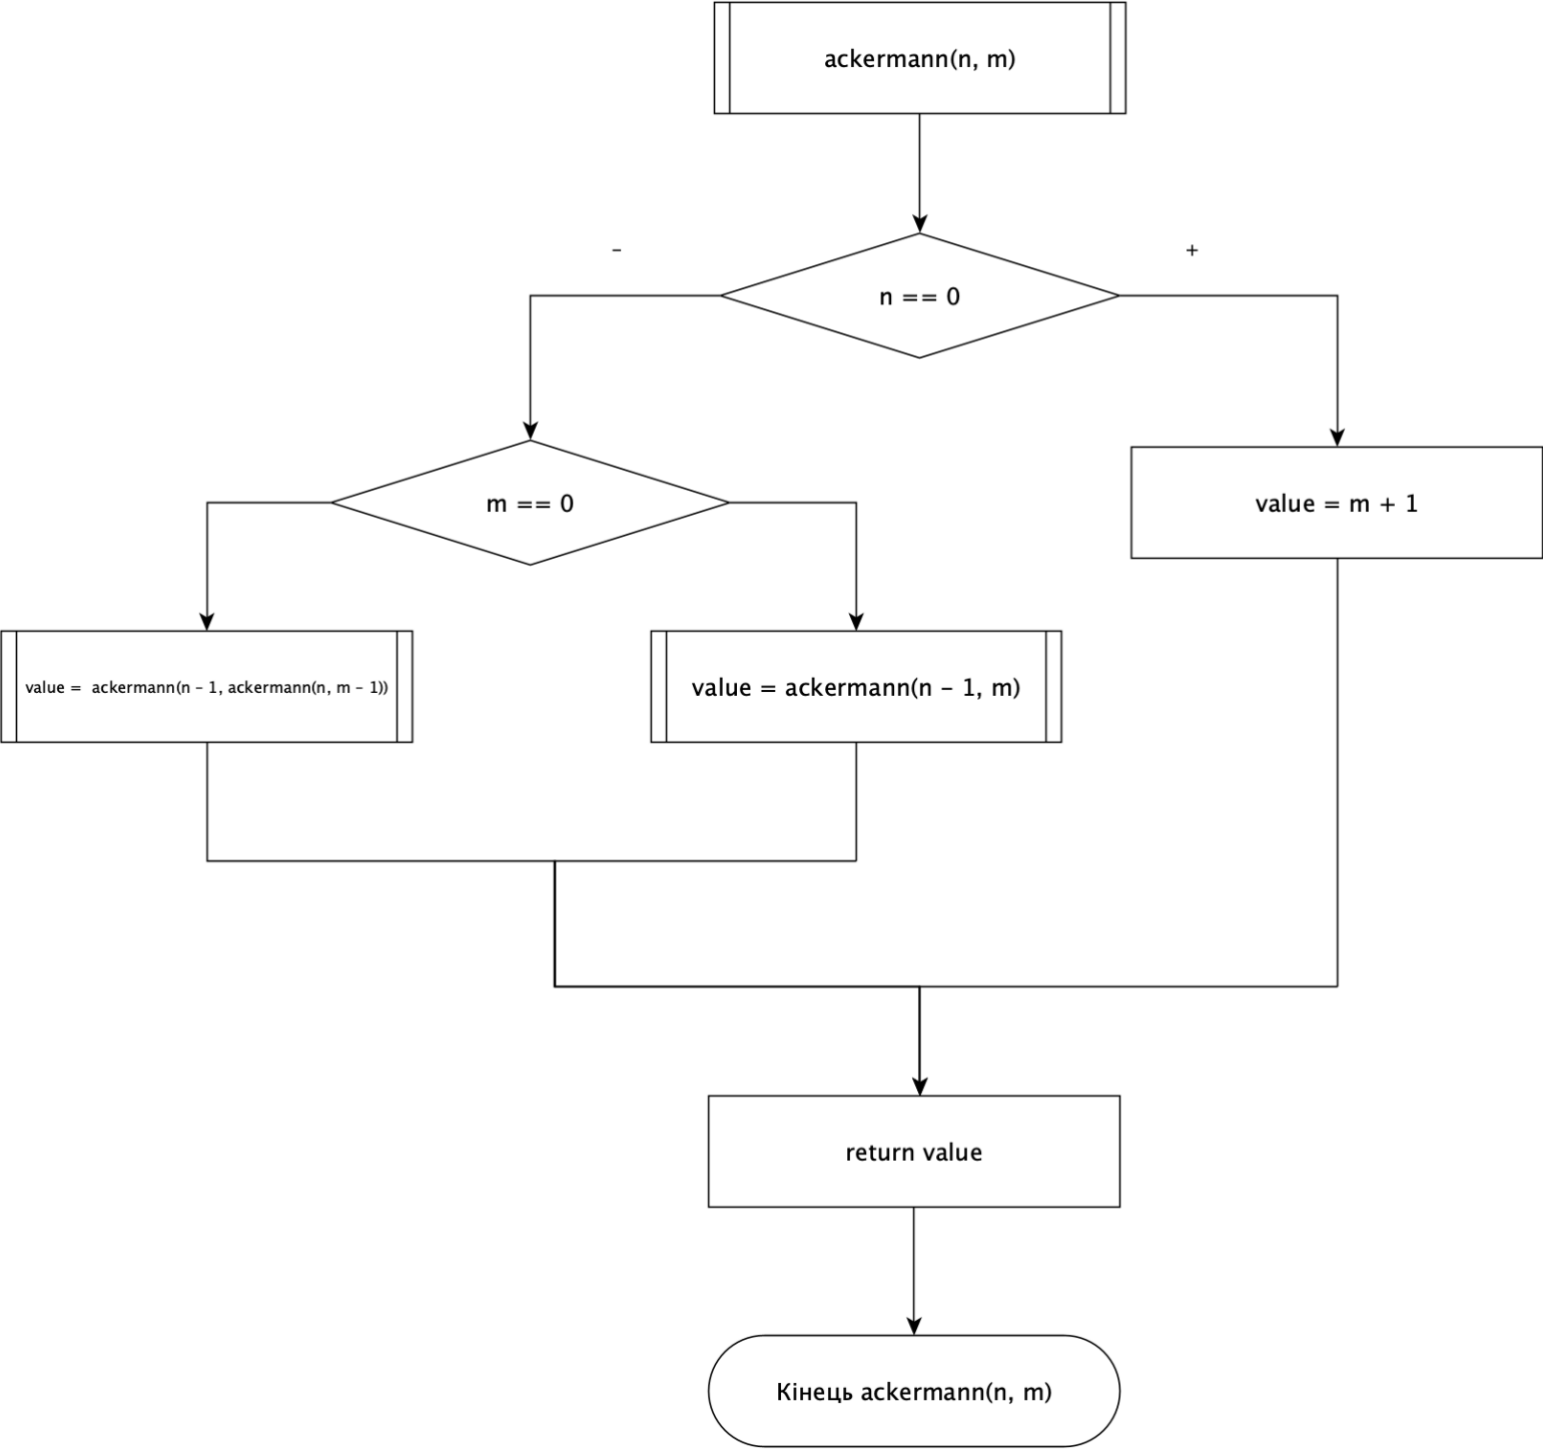 ackermann(n, m)
–
+
n == 0
m == 0
value = m + 1
value =  ackermann(n – 1, ackermann(n, m – 1))
value = ackermann(n – 1, m)
return value
Кінець ackermann(n, m)